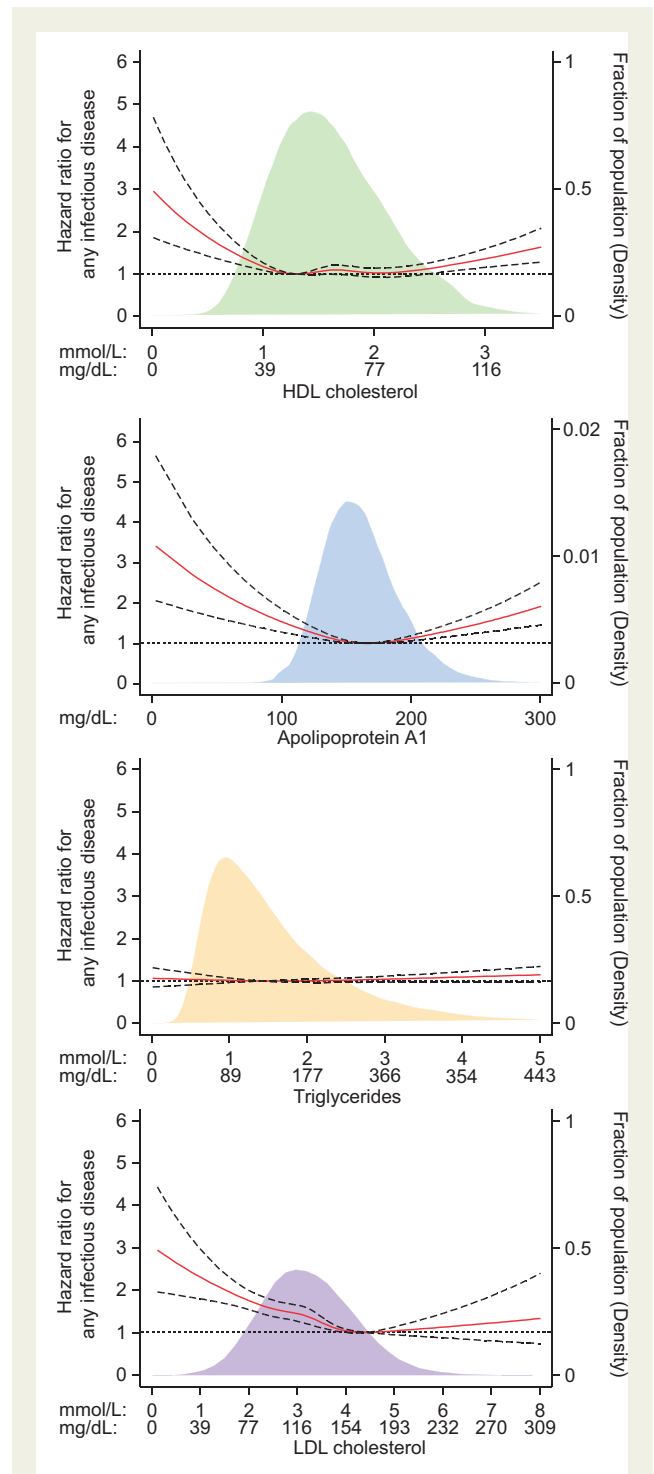 Hazard ratio for
any infectious disease
6
5
4
3
2
1
0
1
0.5
0
Fraction of population (Density)
mmol/L: 0 1 2 3
mg/dL: 0 39 77 116
HDL cholesterol
Hazard ratio for
any infectious disease
6
5
4
3
2
1
0
0.02
0.01
0
Fraction of population (Density)
mg/dL: 0 100 200 300
Apolipoprotein A1
Hazard ratio for
any infectious disease
6
5
4
3
2
1
0
1
0.5
0
Fraction of population (Density)
mmol/L: 0 1 2 3 4 5
mg/dL: 0 89 177 366 354 443
Triglycerides
Hazard ratio for
any infectious disease
6
5
4
3
2
1
0
1
0.5
0
Fraction of population (Density)
mmol/L: 0 1 2 3 4 5 6 7 8
mg/dL: 0 39 77 116 154 193 232 270 309
LDL cholesterol